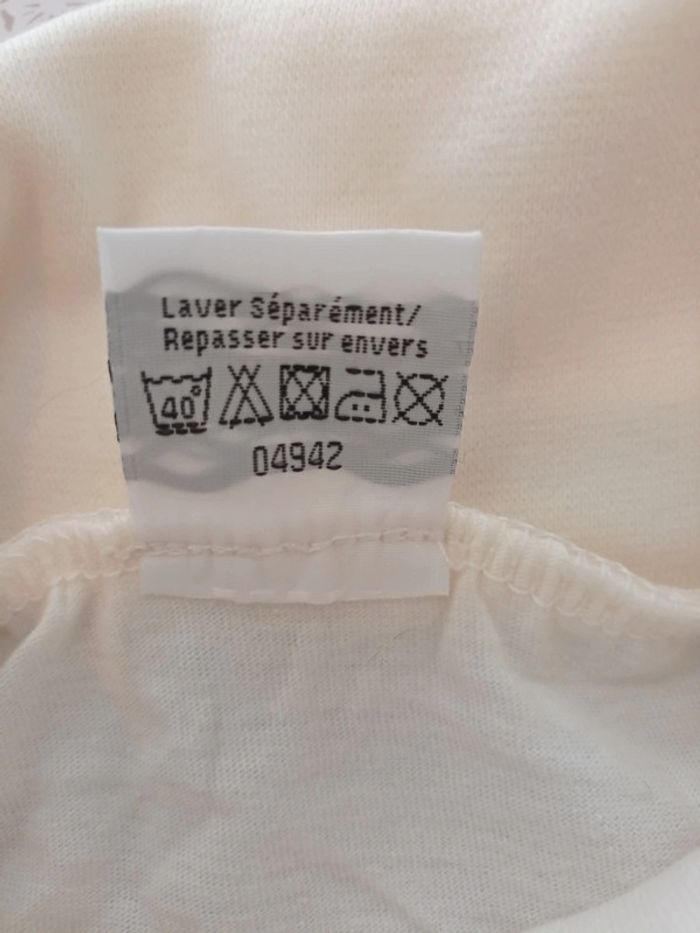 Laver Séparément/
Repasser sur envers
40°
04942